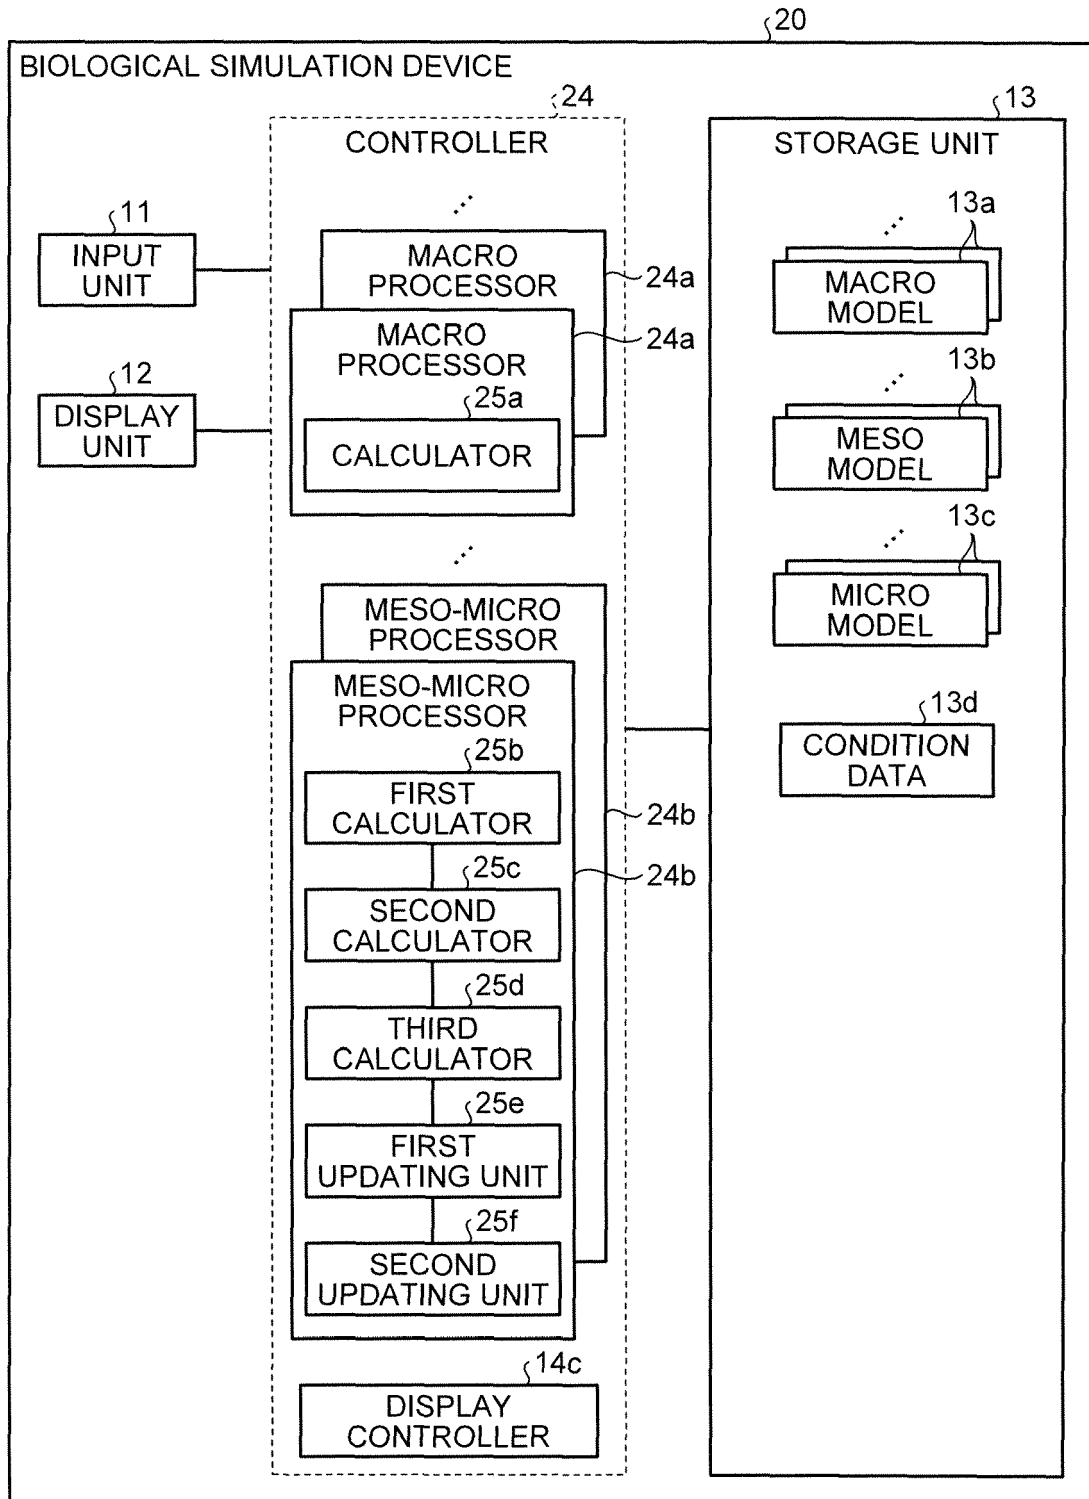 20
BIOLOGICAL SIMULATION DEVICE
24
CONTROLLER
11
INPUT
UNIT
12
DISPLAY
UNIT
MACRO
PROCESSOR
24a
MACRO
PROCESSOR
24a
25a
CALCULATOR
MESO-MICRO
PROCESSOR
MESO-MICRO
PROCESSOR
25b
FIRST
CALCULATOR
24b
25c
24b
SECOND
CALCULATOR
25d
THIRD
CALCULATOR
25e
FIRST
UPDATING UNIT
25f
SECOND
UPDATING UNIT
14c
DISPLAY
CONTROLLER
13
STORAGE UNIT
13a
MACRO
MODEL
13b
MESO
MODEL
13c
MICRO
MODEL
13d
CONDITION
DATA